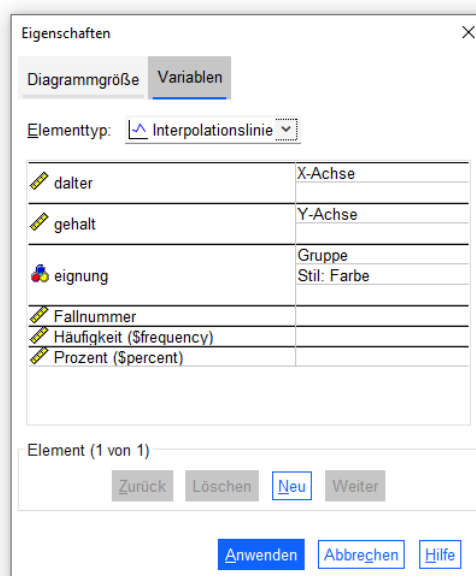 Eigenschaften
Diagrammgröße Variablen
Elementtyp: Interpolationslinie
dalter X-Achse
gehalt Y-Achse
Gruppe
eignung Stil: Farbe
Fallnummer
Häufigkeit ($frequency)
Prozent ($percent)
Element (1 von 1)
Zurück Löschen Neu Weiter
Anwenden Abbrechen Hilfe